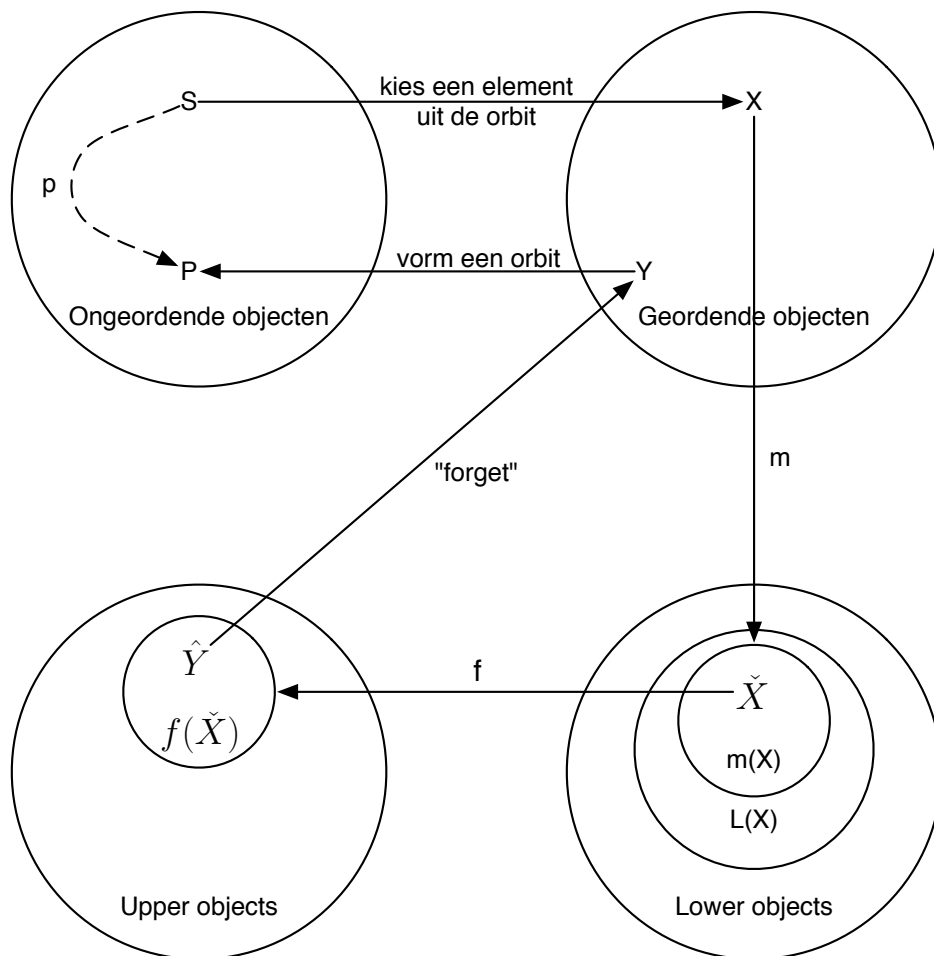 kies een element
S X
uit de orbit
p
vorm een orbit
P Y
Ongeordende objecten Geordende objecten
"forget" m
Ŷ f X̌
f(X̌) m(X)
L(X)
Upper objects Lower objects